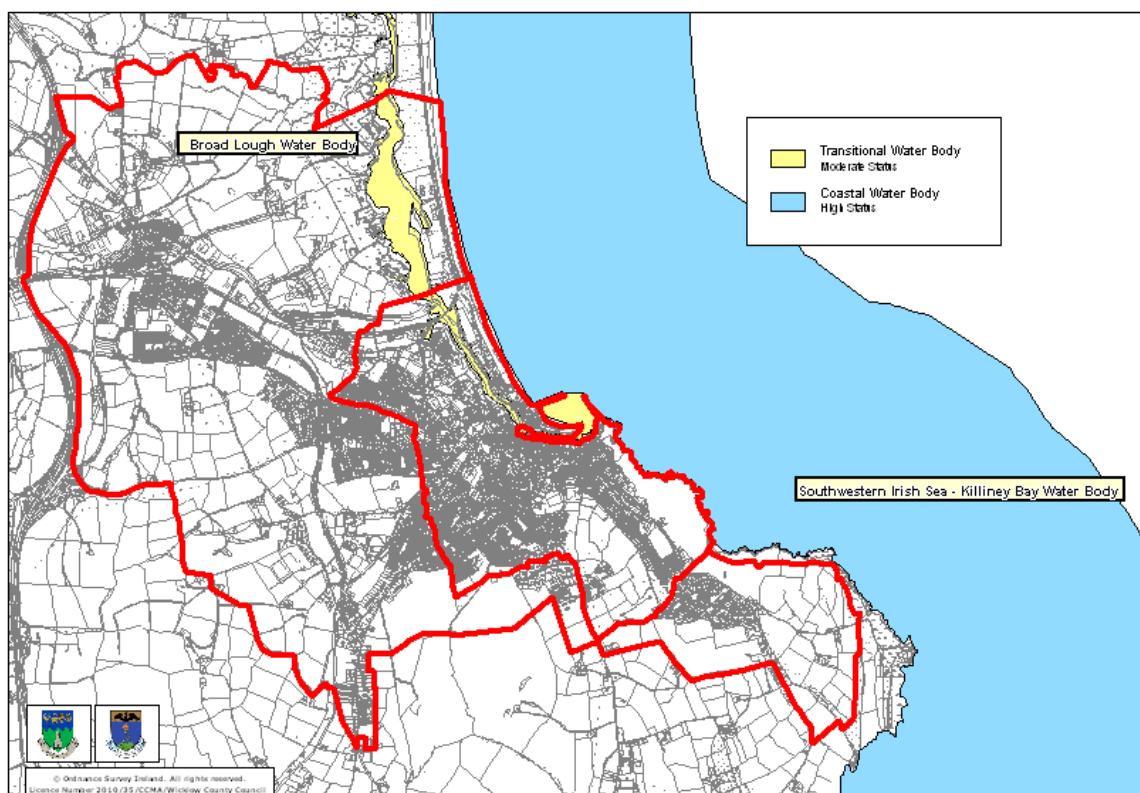 Broad Lough Water Body
Transitional Water Body
Moderate Status
Coastal Water Body
High Status
Southwestern Irish Sea - Killiney Bay Water Body
© Ordnance Survey Ireland. All rights reserved.
Licence Number 2010/35/CCMA/Wicklow County Council